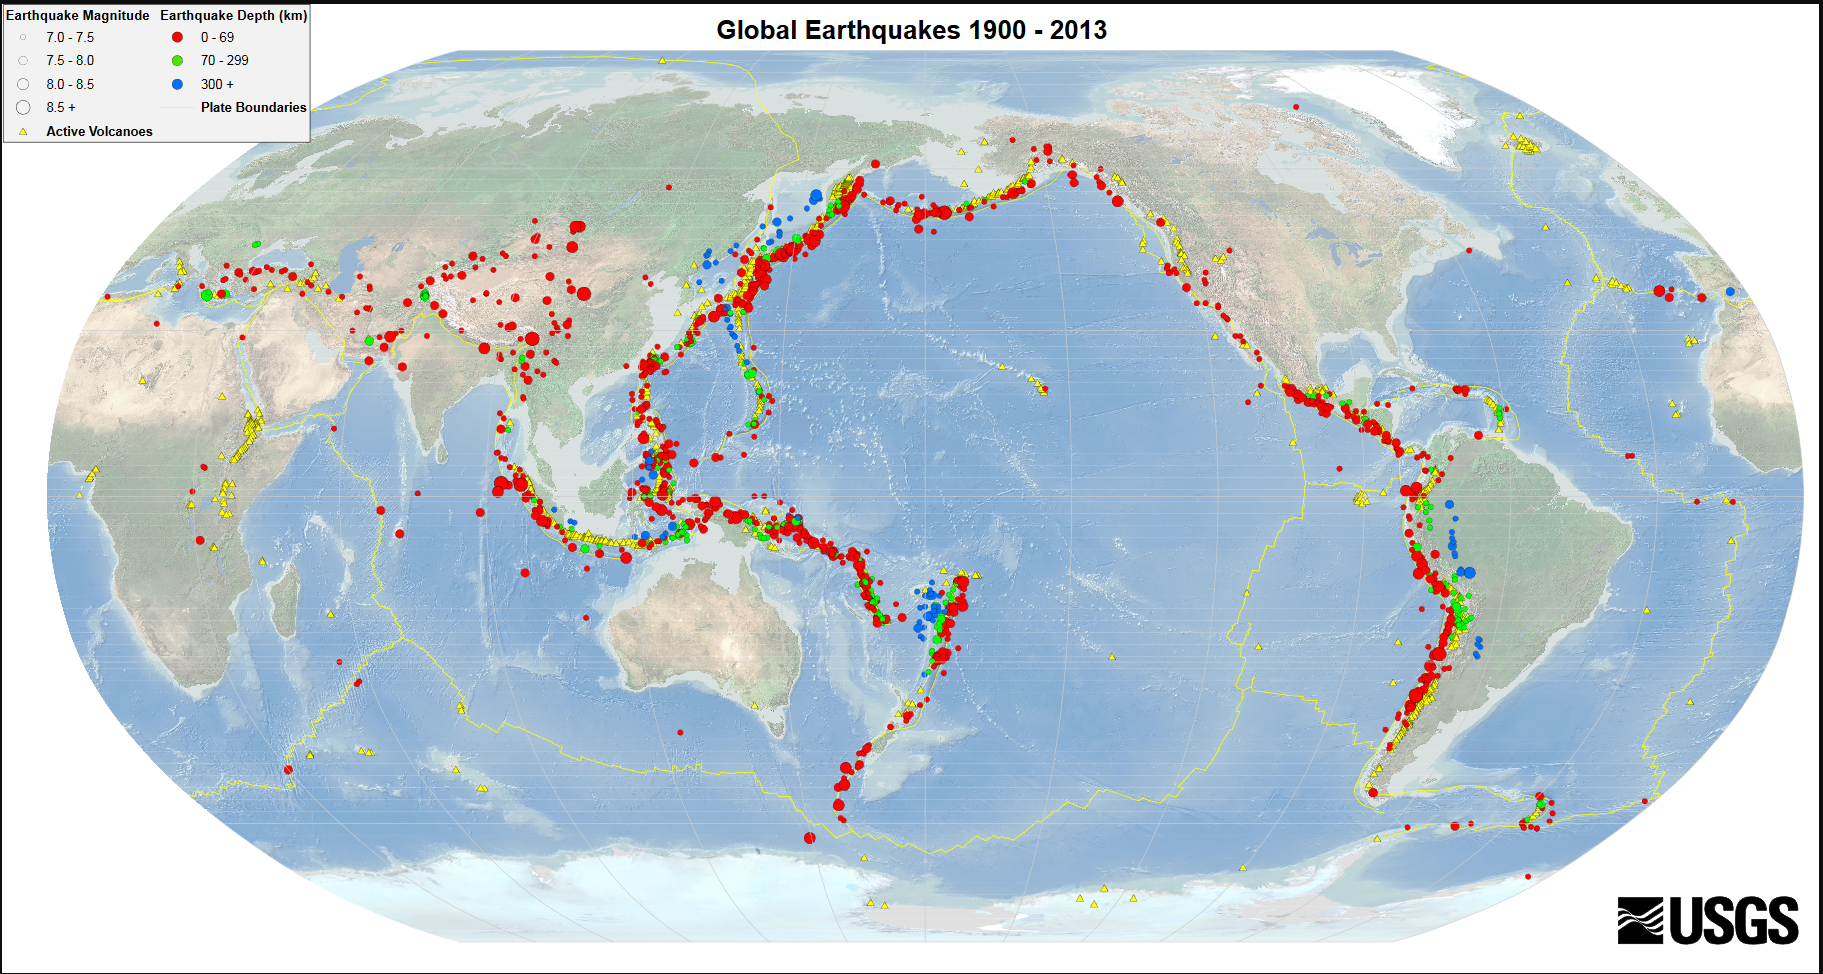 Global Earthquakes 1900 - 2013
Earthquake Magnitude
7.0 - 7.5
7.5 - 8.0
8.0 - 8.5
8.5 +
Active Volcanoes
Earthquake Depth (km)
0 - 69
70 - 299
300 +
Plate Boundaries
USGS